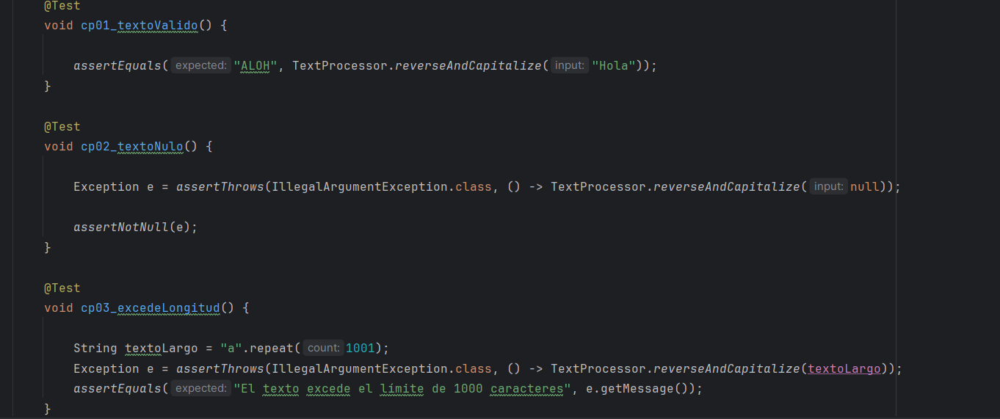 @Test
void cp01_textoValido() {
assertEquals( expected: "ALOH", TextProcessor.reverseAndCapitalize( input: "Hola"));
}
@Test
void cp02_textoNulo() {
Exception e = assertThrows(IllegalArgumentException.class, () -> TextProcessor.reverseAndCapitalize( input: null));
assertNotNull(e);
}
@Test
void cp03_excedeLongitud() {
String textoLargo = "a".repeat( count: 1001);
Exception e = assertThrows(IllegalArgumentException.class, () -> TextProcessor.reverseAndCapitalize(textoLargo));
assertEquals( expected: "El texto excede el límite de 1000 caracteres", e.getMessage());
}